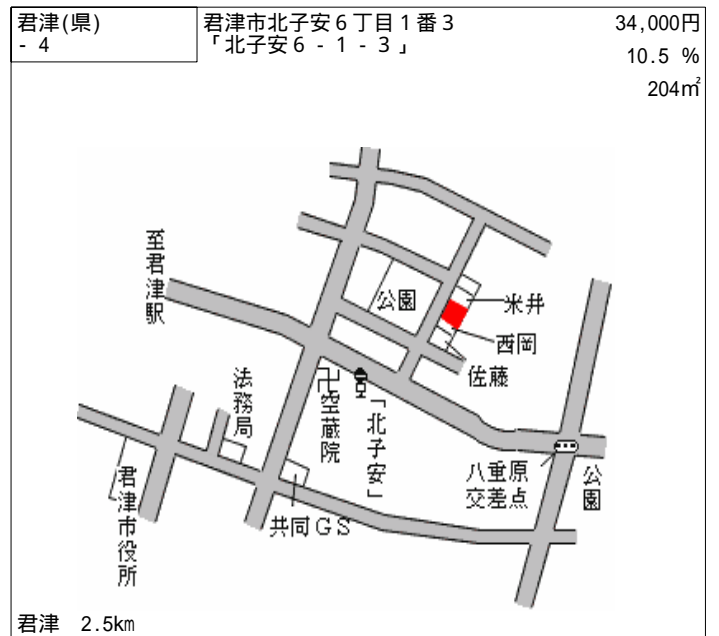 君津(県)
- 4
君津市北子安６丁目１番３
「北子安６ - １ - ３」
34,000円
10.5 %
204㎡
至君津駅
公園
米井
西岡
佐藤
法務局
空蔵院
「北子安」
八重原
交差点
公園
君津市役所
共同ＧＳ
君津 2.5km